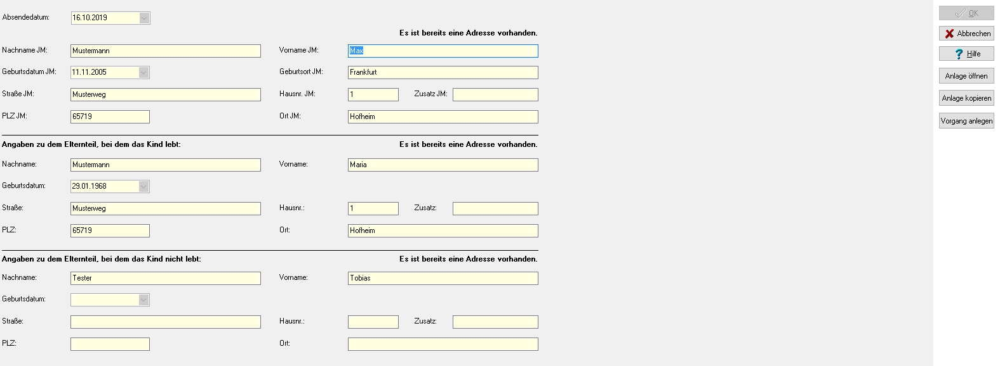 Absendedatum: 16.10.2019
Es ist bereits eine Adresse vorhanden.
Nachname JM: Mustermann Vorname JM: Max
Geburtsdatum JM: 11.11.2005 Geburtsort JM: Frankfurt
Straße JM: Musterweg Hausnr. JM: 1 Zusatz JM:
PLZ JM: 65719 Ort JM: Hofheim
Angaben zu dem Elternteil, bei dem das Kind lebt: Es ist bereits eine Adresse vorhanden.
Nachname: Mustermann Vorname: Maria
Geburtsdatum: 29.01.1968
Straße: Musterweg Hausnr.: 1 Zusatz:
PLZ: 65719 Ort: Hofheim
Angaben zu dem Elternteil, bei dem das Kind nicht lebt: Es ist bereits eine Adresse vorhanden.
Nachname: Tester Vorname: Tobias
Geburtsdatum:
Straße: Hausnr.: Zusatz:
PLZ: Ort:
OK
Abbrechen
Hilfe
Anlage öffnen
Anlage kopieren
Vorgang anlegen